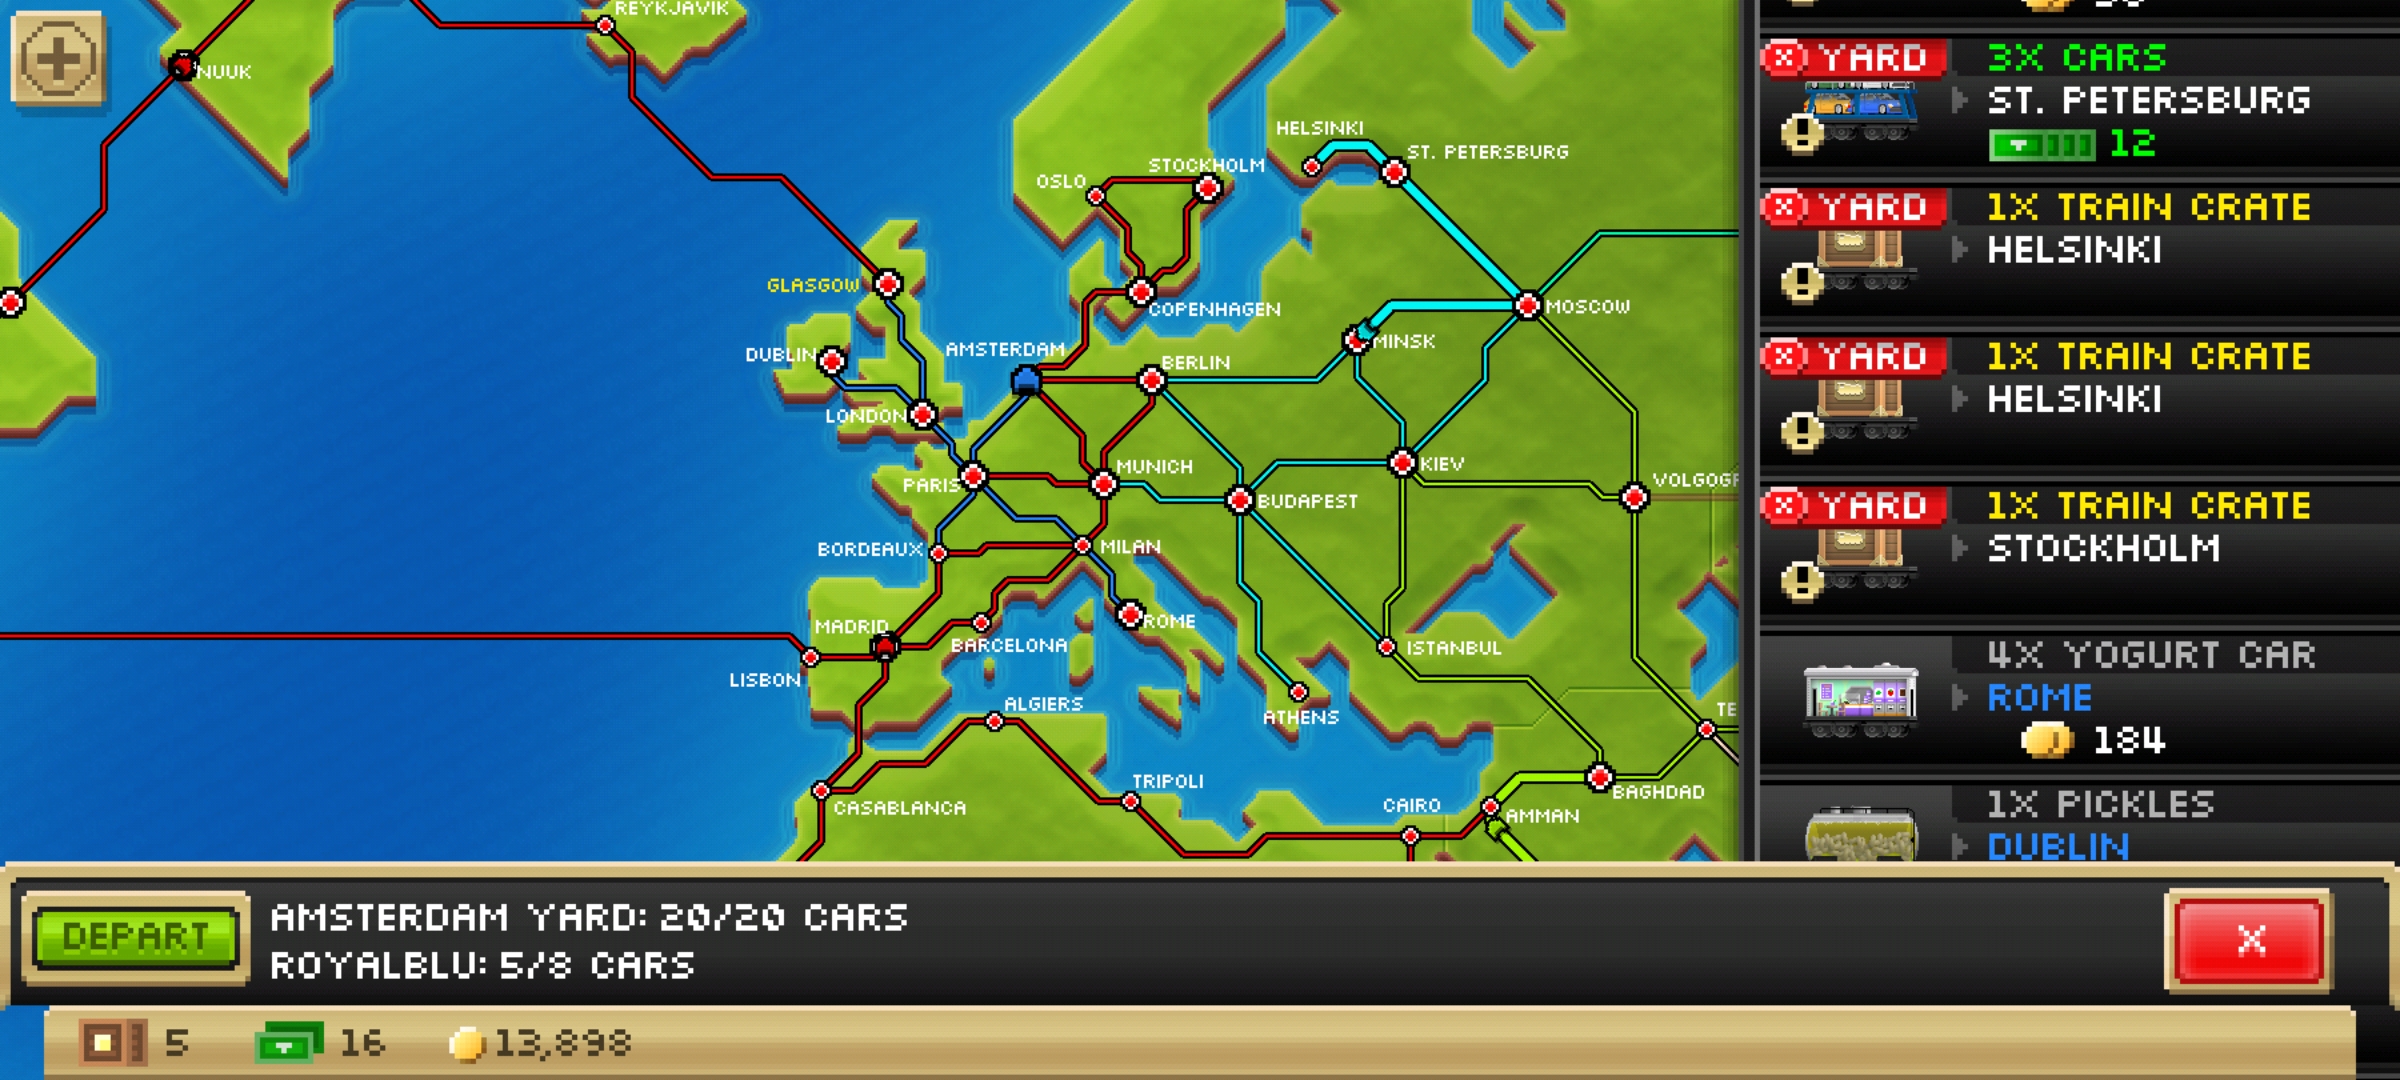 REYKJAVIK
NUUK
HELSINKI
ST. PETERSBURG
STOCKHOLM
OSLO
GLASGOW
COPENHAGEN
MOSCOW
DUBLIN
AMSTERDAM
BERLIN
MINSK
LONDON
PARIS
MUNICH
KIEV
BUDAPEST
BORDEAUX
MILAN
MADRID
ROME
BARCELONA
ISTANBUL
LISBON
ALGIERS
ATHENS
TRIPOLI
CASABLANCA
CAIRO
AMMAN
BAGHDAD
YARD
3X CARS
ST. PETERSBURG
12
YARD
1X TRAIN CRATE
HELSINKI
YARD
1X TRAIN CRATE
HELSINKI
YARD
1X TRAIN CRATE
STOCKHOLM
4X YOGURT CAR
ROME
184
1X PICKLES
DUBLIN
DEPART
AMSTERDAM YARD: 20/20 CARS
ROYALBLU: 5/8 CARS
X
5
16
13,898